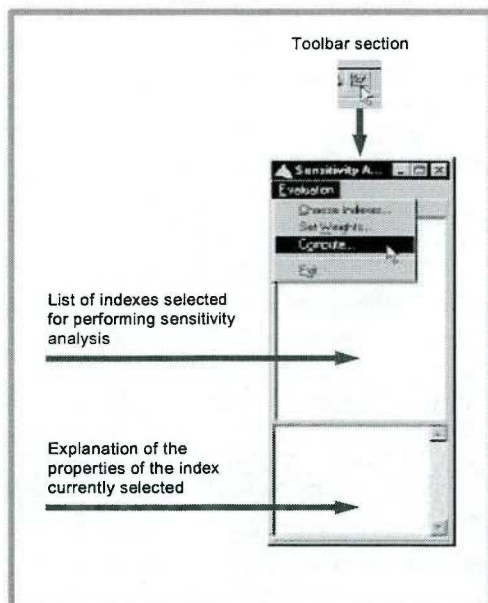 Toolbar section
Sensitivity A...
Evaluation
Choose Indexes...
Set Weights...
Compute...
Exit
List of indexes selected
for performing sensitivity
analysis
Explanation of the
properties of the index
currently selected